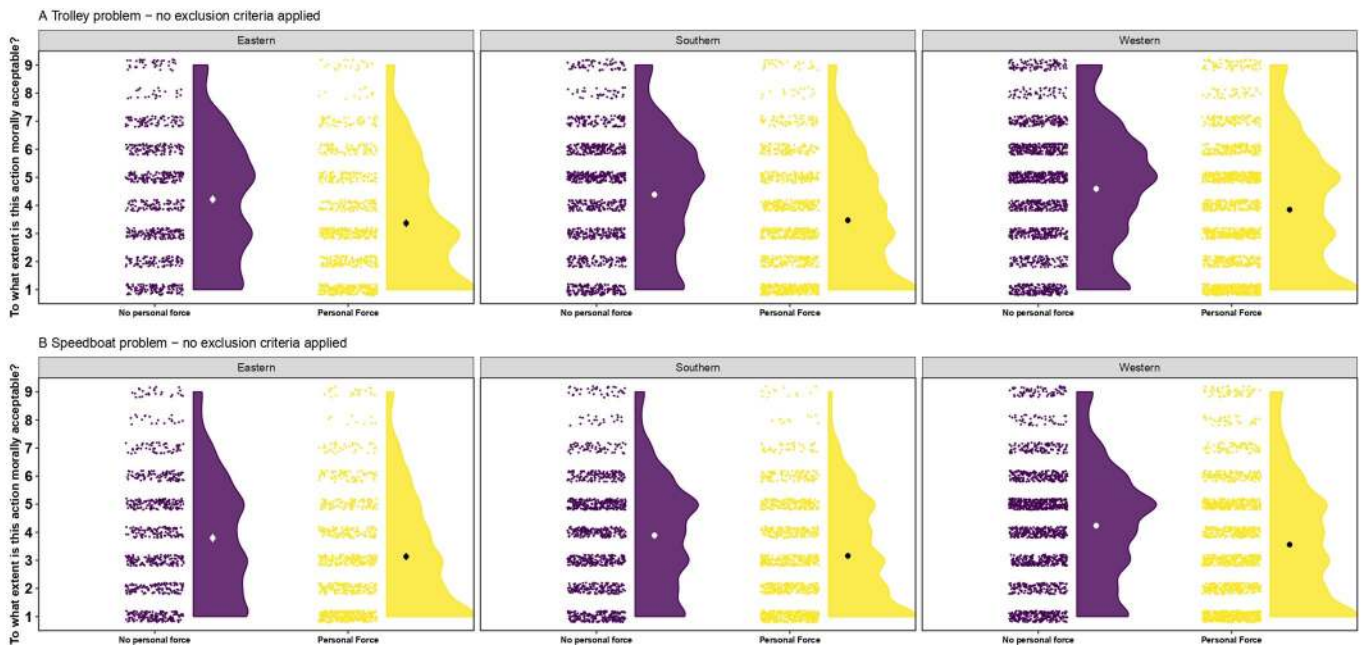 A Trolley problem – no exclusion criteria applied
Eastern
Southern
Western
To what extent is this action morally acceptable?
9
8
7
6
5
4
3
2
1
No personal force
Personal Force
No personal force
Personal Force
No personal force
Personal Force
B Speedboat problem – no exclusion criteria applied
Eastern
Southern
Western
To what extent is this action morally acceptable?
9
8
7
6
5
4
3
2
1
No personal force
Personal Force
No personal force
Personal Force
No personal force
Personal Force